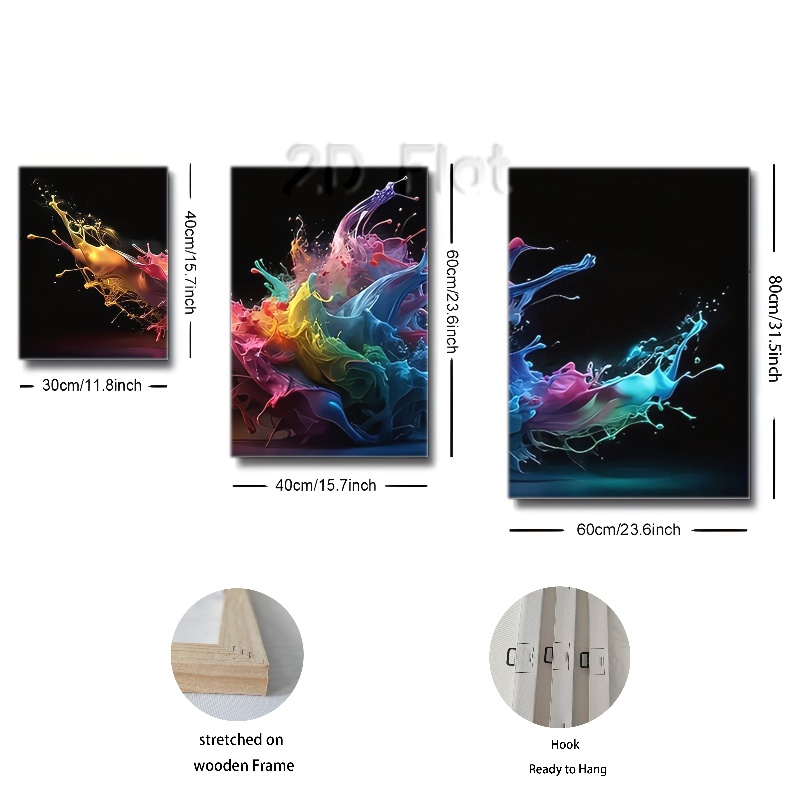 2D Flat
40cm/15.7inch
30cm/11.8inch
60cm/23.6inch
40cm/15.7inch
80cm/31.5inch
60cm/23.6inch
stretched on
wooden Frame
Hook
Ready to Hang